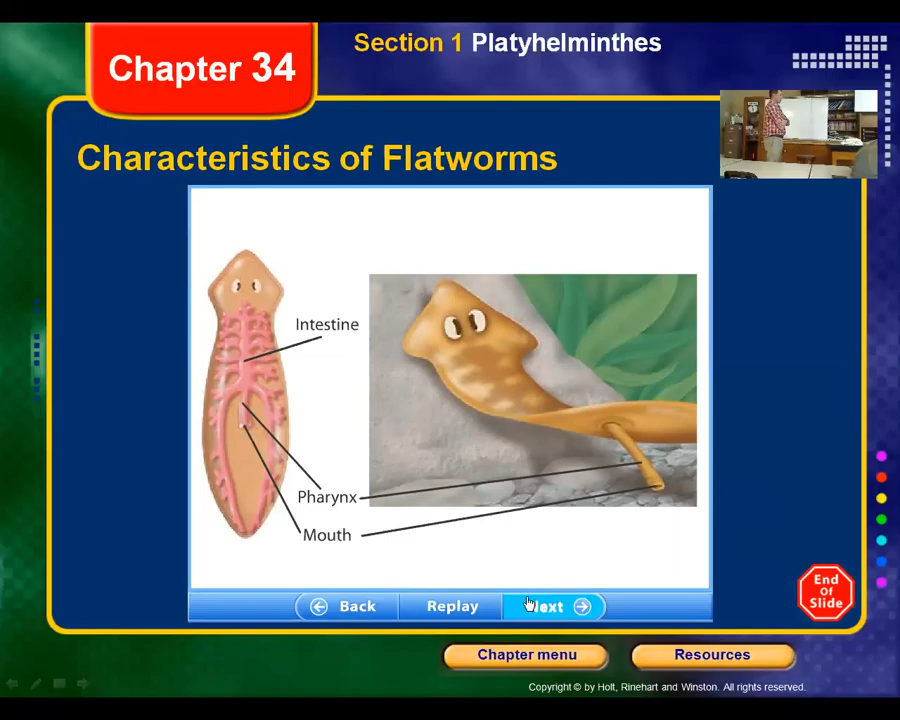 Chapter 34
Section 1 Platyhelminthes
Characteristics of Flatworms
Intestine
Pharynx
Mouth
Back
Replay
Next
End
Of
Slide
Chapter menu
Resources
Copyright © by Holt, Rinehart and Winston. All rights reserved.